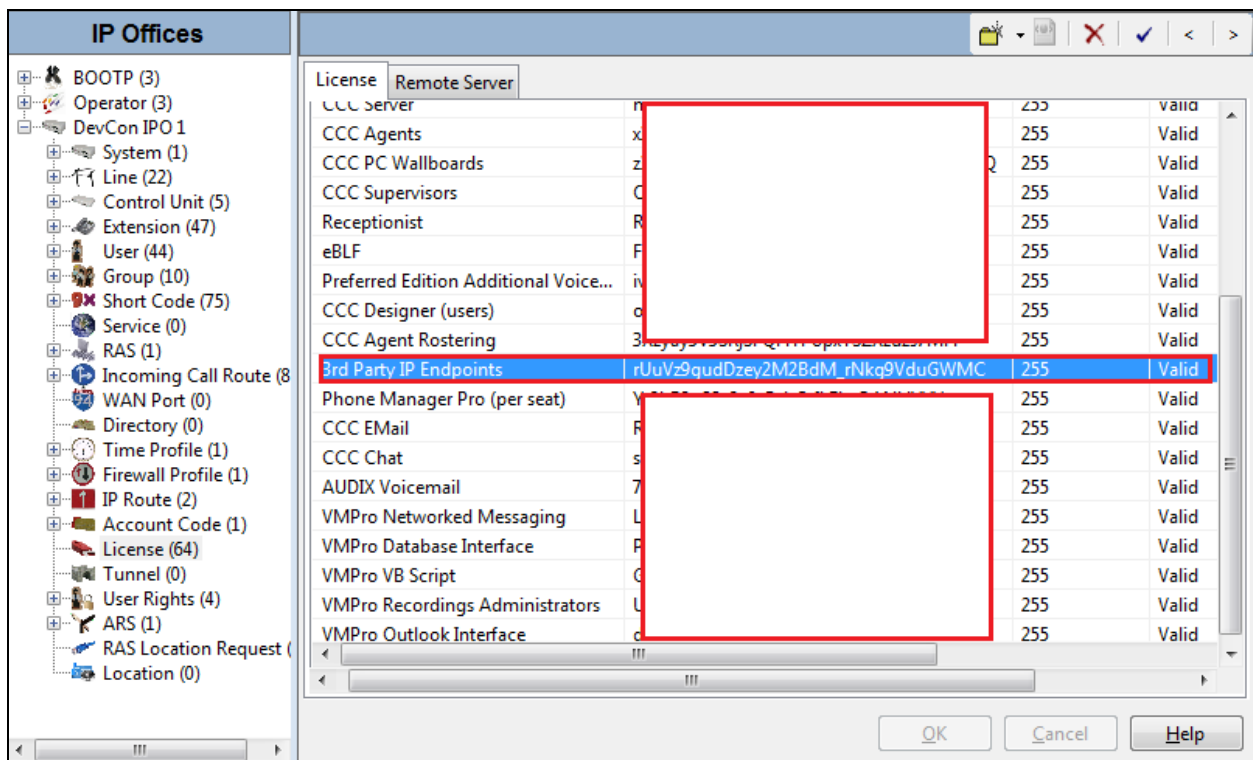 IP Offices
BOOTP (3)
Operator (3)
DevCon IPO 1
System (1)
Line (22)
Control Unit (5)
Extension (47)
User (44)
Group (10)
Short Code (75)
Service (0)
RAS (1)
Incoming Call Route (8
WAN Port (0)
Directory (0)
Time Profile (1)
Firewall Profile (1)
IP Route (2)
Account Code (1)
License (64)
Tunnel (0)
User Rights (4)
ARS (1)
RAS Location Request (
Location (0)
License Remote Server
CCC Server 255 Valid
CCC Agents x 255 Valid
CCC PC Wallboards z Q 255 Valid
CCC Supervisors 255 Valid
Receptionist R 255 Valid
eBLF F 255 Valid
Preferred Edition Additional Voice... 255 Valid
CCC Designer (users) 255 Valid
CCC Agent Rostering 255 Valid
3rd Party IP Endpoints rUuVz9qudDzey2M2BdM_rNkq9VduGWMC 255 Valid
Phone Manager Pro (per seat) 255 Valid
CCC EMail 255 Valid
CCC Chat s 255 Valid
AUDIX Voicemail 7 255 Valid
VMPro Networked Messaging L 255 Valid
VMPro Database Interface 255 Valid
VMPro VB Script 255 Valid
VMPro Recordings Administrators 255 Valid
VMPro Outlook Interface 255 Valid
OK Cancel Help